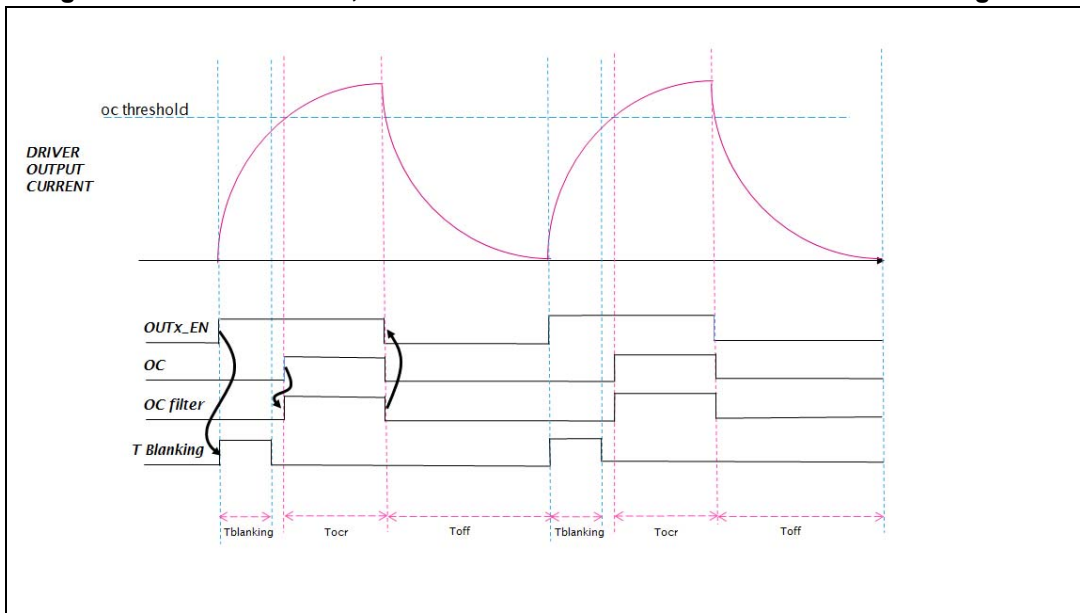 oc threshold
DRIVER
OUTPUT
CURRENT
OUTx_EN
OC
OC filter
T Blanking
Tblanking Tocr Toff Tblanking Tocr Toff